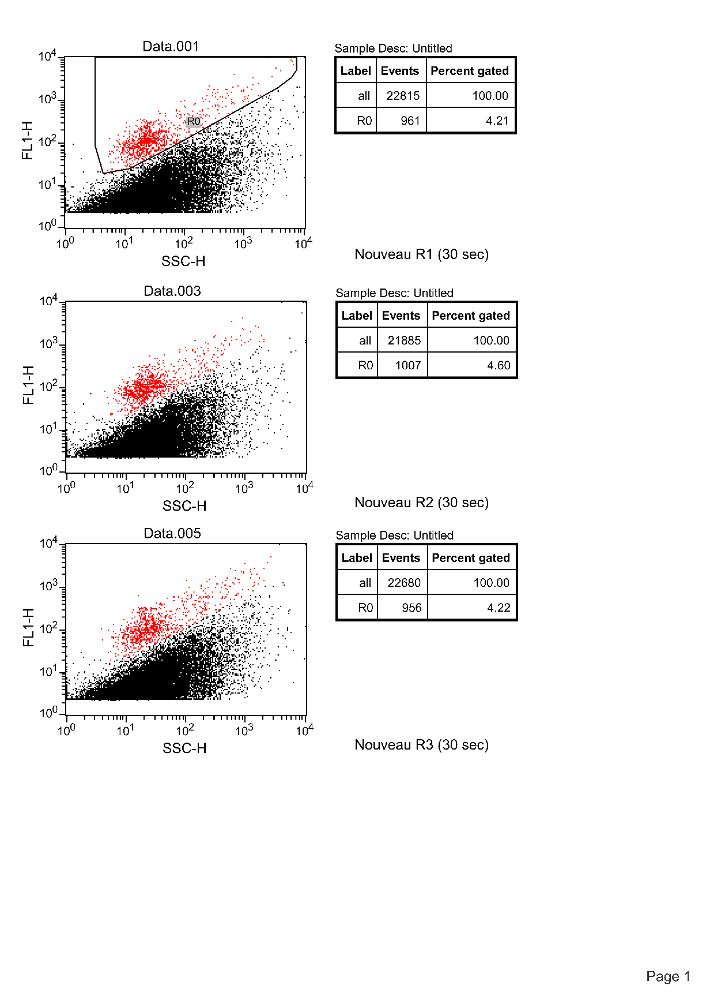 Data.001
Sample Desc: Untitled
Label Events Percent gated
all 22815 100.00
R0 961 4.21
FL1-H
10^4
10^3
10^2
10^1
10^0
R0
10^0 10^1 10^2 10^3 10^4
SSC-H
Nouveau R1 (30 sec)
Data.003
Sample Desc: Untitled
Label Events Percent gated
all 21885 100.00
R0 1007 4.60
FL1-H
10^4
10^3
10^2
10^1
10^0
10^0 10^1 10^2 10^3 10^4
SSC-H
Nouveau R2 (30 sec)
Data.005
Sample Desc: Untitled
Label Events Percent gated
all 22680 100.00
R0 956 4.22
FL1-H
10^4
10^3
10^2
10^1
10^0
10^0 10^1 10^2 10^3 10^4
SSC-H
Nouveau R3 (30 sec)
Page 1